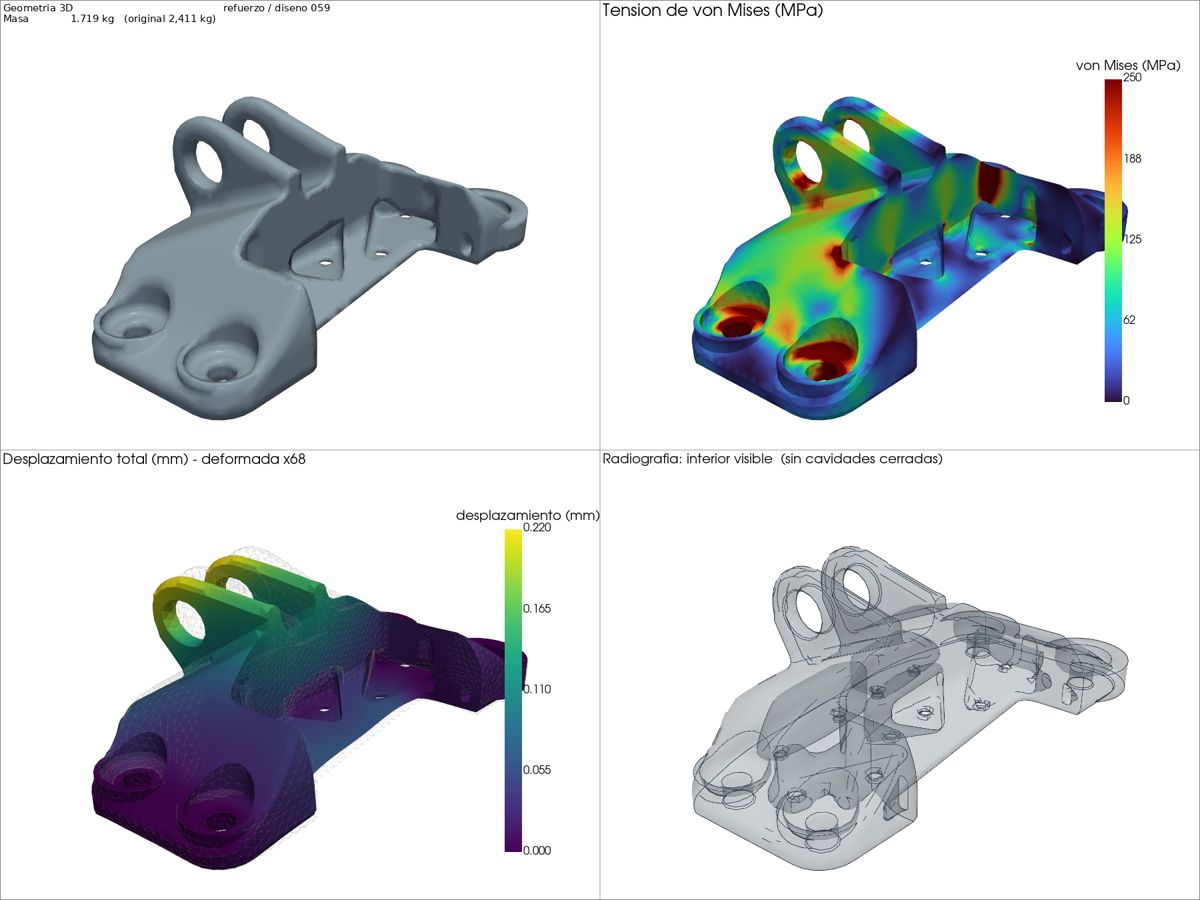 Geometria 3D refuerzo / diseno 059
Masa 1.719 kg (original 2,411 kg)
Tension de von Mises (MPa)
von Mises (MPa)
250
188
125
62
0
Desplazamiento total (mm) - deformada x68
desplazamiento (mm)
0.220
0.165
0.110
0.055
0.000
Radiografia: interior visible (sin cavidades cerradas)